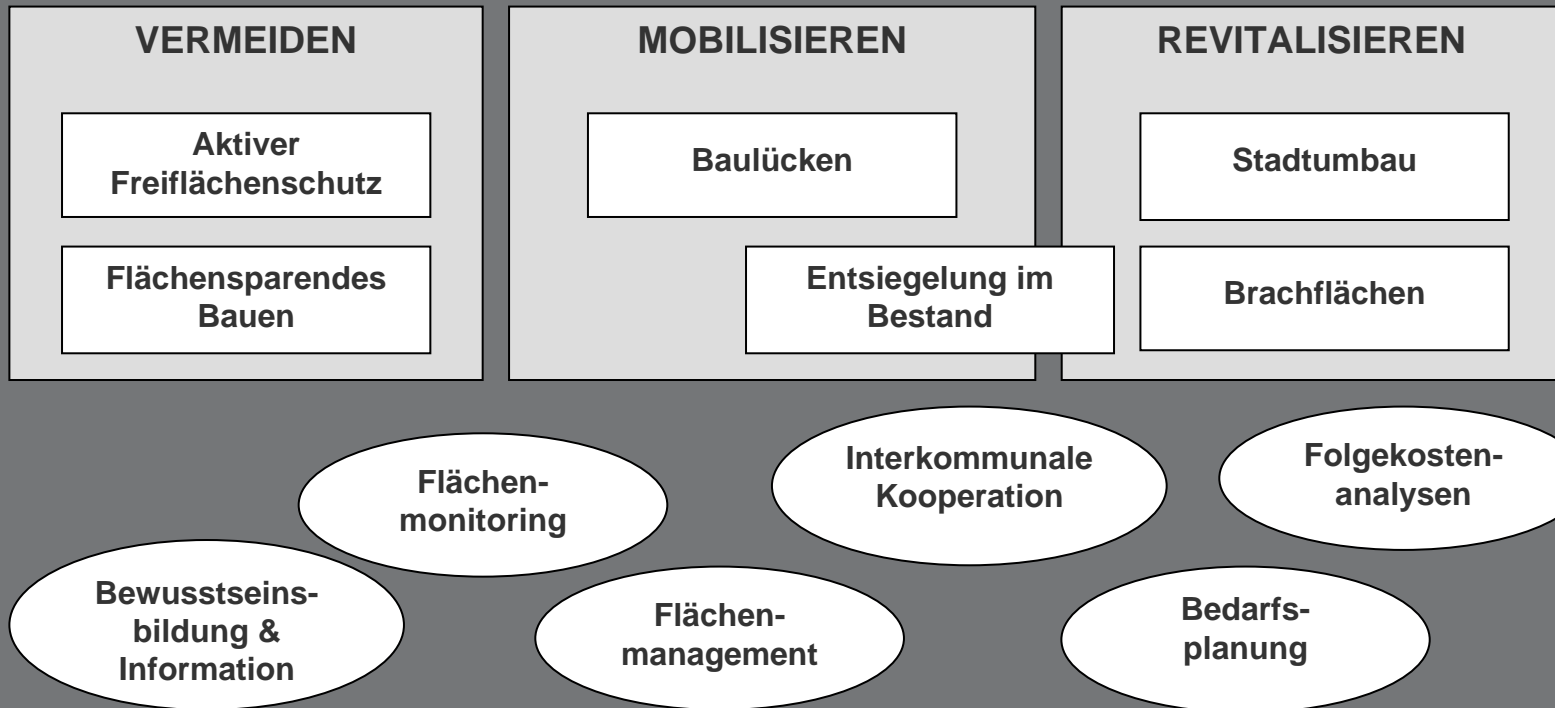 VERMEIDEN
Aktiver
Freiflächenschutz
Flächensparendes
Bauen
MOBILISIEREN
Baulücken
Entsiegelung im
Bestand
REVITALISIEREN
Stadtumbau
Brachflächen
Flächen-
monitoring
Interkommunale
Kooperation
Folgekosten-
analysen
Bewusstseins-
bildung &
Information
Flächen-
management
Bedarfs-
planung